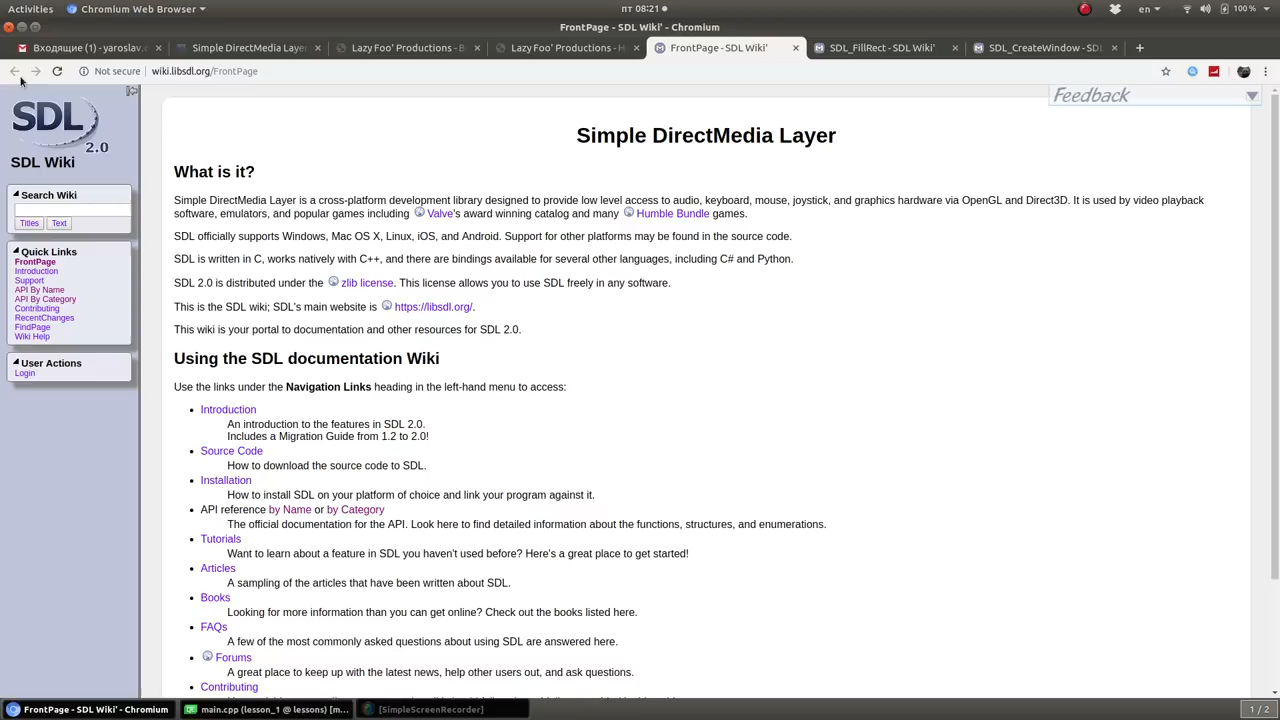 Activities
Chromium Web Browser
пт 08:21
en
100 %
FrontPage - SDL Wiki' - Chromium
Входящие (1) - yaroslav.c
Simple DirectMedia Laye
Lazy Foo' Productions - B
Lazy Foo' Productions - H
FrontPage - SDL Wiki'
SDL_FillRect - SDL Wiki'
SDL_CreateWindow - SDL
Not secure
wiki.libsdl.org/FrontPage
SDL
2.0
SDL Wiki
Search Wiki
Titles
Text
Quick Links
FrontPage
Introduction
Support
API By Name
API By Category
Contributing
RecentChanges
FindPage
Wiki Help
User Actions
Login
Feedback
Simple DirectMedia Layer
What is it?
Simple DirectMedia Layer is a cross-platform development library designed to provide low level access to audio, keyboard, mouse, joystick, and graphics hardware via OpenGL and Direct3D. It is used by video playback
software, emulators, and popular games including Valve's award winning catalog and many Humble Bundle games.
SDL officially supports Windows, Mac OS X, Linux, iOS, and Android. Support for other platforms may be found in the source code.
SDL is written in C, works natively with C++, and there are bindings available for several other languages, including C# and Python.
SDL 2.0 is distributed under the zlib license. This license allows you to use SDL freely in any software.
This is the SDL wiki; SDL's main website is https://libsdl.org/.
This wiki is your portal to documentation and other resources for SDL 2.0.
Using the SDL documentation Wiki
Use the links under the Navigation Links heading in the left-hand menu to access:
Introduction
An introduction to the features in SDL 2.0.
Includes a Migration Guide from 1.2 to 2.0!
Source Code
How to download the source code to SDL.
Installation
How to install SDL on your platform of choice and link your program against it.
API reference by Name or by Category
The official documentation for the API. Look here to find detailed information about the functions, structures, and enumerations.
Tutorials
Want to learn about a feature in SDL you haven't used before? Here's a great place to get started!
Articles
A sampling of the articles that have been written about SDL.
Books
Looking for more information than you can get online? Check out the books listed here.
FAQs
A few of the most commonly asked questions about using SDL are answered here.
Forums
A great place to keep up with the latest news, help other users out, and ask questions.
Contributing
FrontPage - SDL Wiki' - Chromium
main.cpp (lesson_1 @ lessons) [m...
[SimpleScreenRecorder]
1 / 2